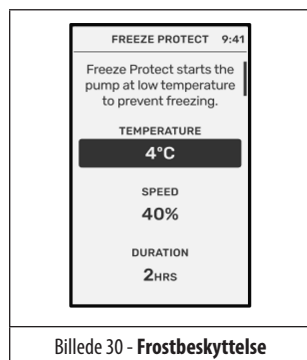 FREEZE PROTECT 9:41
Freeze Protect starts the
pump at low temperature
to prevent freezing.
TEMPERATURE
4°C
SPEED
40%
DURATION
2HRS
Billede 30 - Frostbeskyttelse